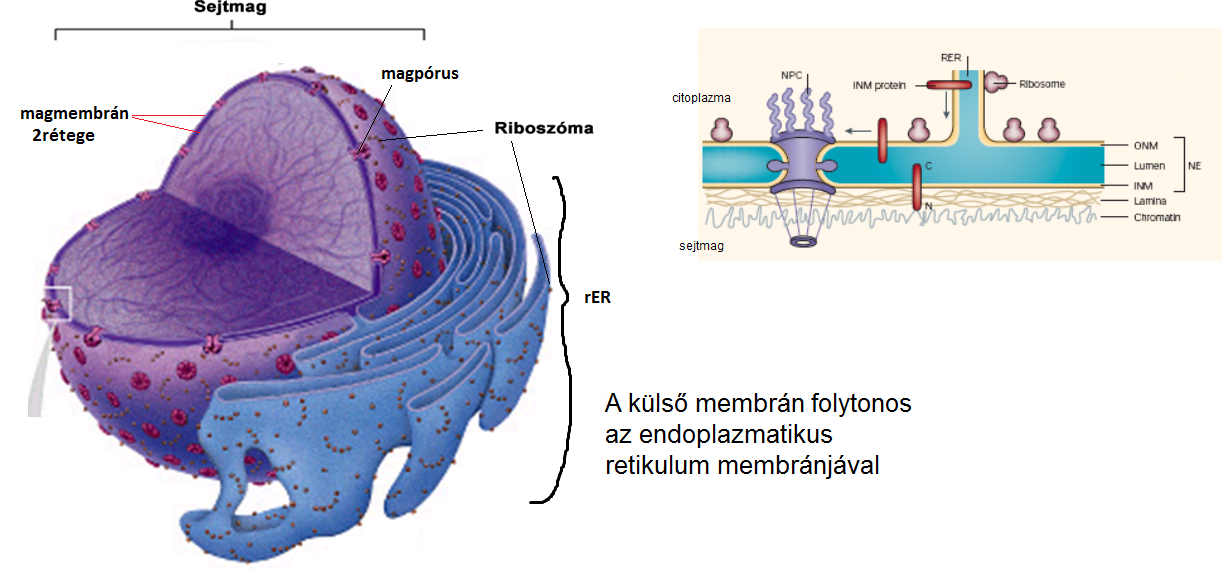 Sejtmag
magpórus
magmembrán
2rétege
Riboszóma
rER
RER
NPC
INM protein
Ribosome
citoplazma
ONM
C
Lumen
NE
INM
N
Lamina
Chromatin
sejtmag
A külső membrán folytonos
az endoplazmatikus
retikulum membránjával